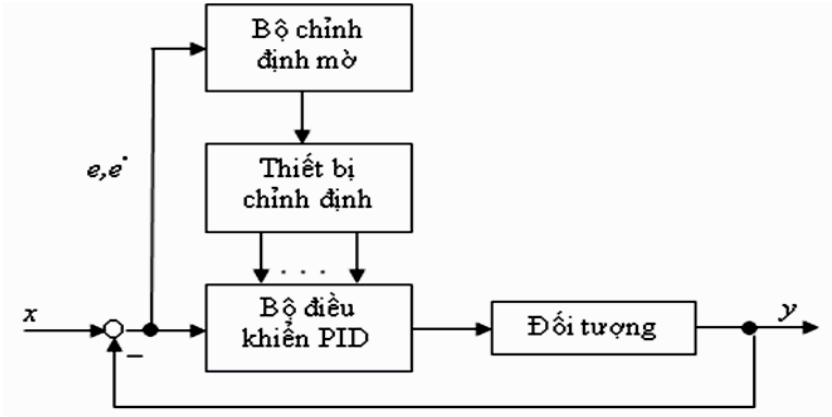 Bộ chỉnh
định mờ
e,e˙
Thiết bị
chỉnh định
. . .
x
Bộ điều
khiển PID
Đối tượng
y
−